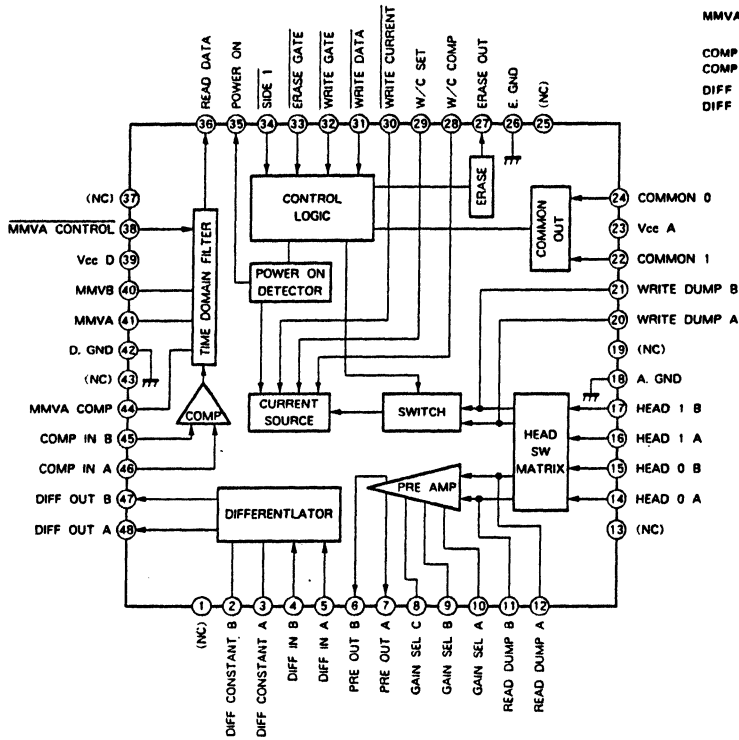 MMVA
COMP
COMP
DIFF
DIFF
READ DATA
POWER ON
SIDE 1
ERASE GATE
WRITE GATE
WRITE DATA
WRITE CURRENT
W/C SET
W/C COMP
ERASE OUT
E. GND
(NC)
36
35
34
33
32
31
30
29
28
27
26
25
(NC) 37
MMVA CONTROL 38
Vcc D 39
MMVB 40
MMVA 41
D. GND 42
(NC) 43
MMVA COMP 44
COMP IN B 45
COMP IN A 46
DIFF OUT B 47
DIFF OUT A 48
TIME DOMAIN FILTER
CONTROL
LOGIC
ERASE
COMMON
OUT
POWER ON
DETECTOR
COMP
CURRENT
SOURCE
SWITCH
HEAD
SW
MATRIX
PRE AMP
DIFFERENTLATOR
24 COMMON 0
23 Vcc A
22 COMMON 1
21 WRITE DUMP B
20 WRITE DUMP A
19 (NC)
18 A. GND
17 HEAD 1 B
16 HEAD 1 A
15 HEAD 0 B
14 HEAD 0 A
13 (NC)
1
2
3
4
5
6
7
8
9
10
11
12
(NC)
DIFF CONSTANT B
DIFF CONSTANT A
DIFF IN B
DIFF IN A
PRE OUT B
PRE OUT A
GAIN SEL C
GAIN SEL B
GAIN SEL A
READ DUMP B
READ DUMP A